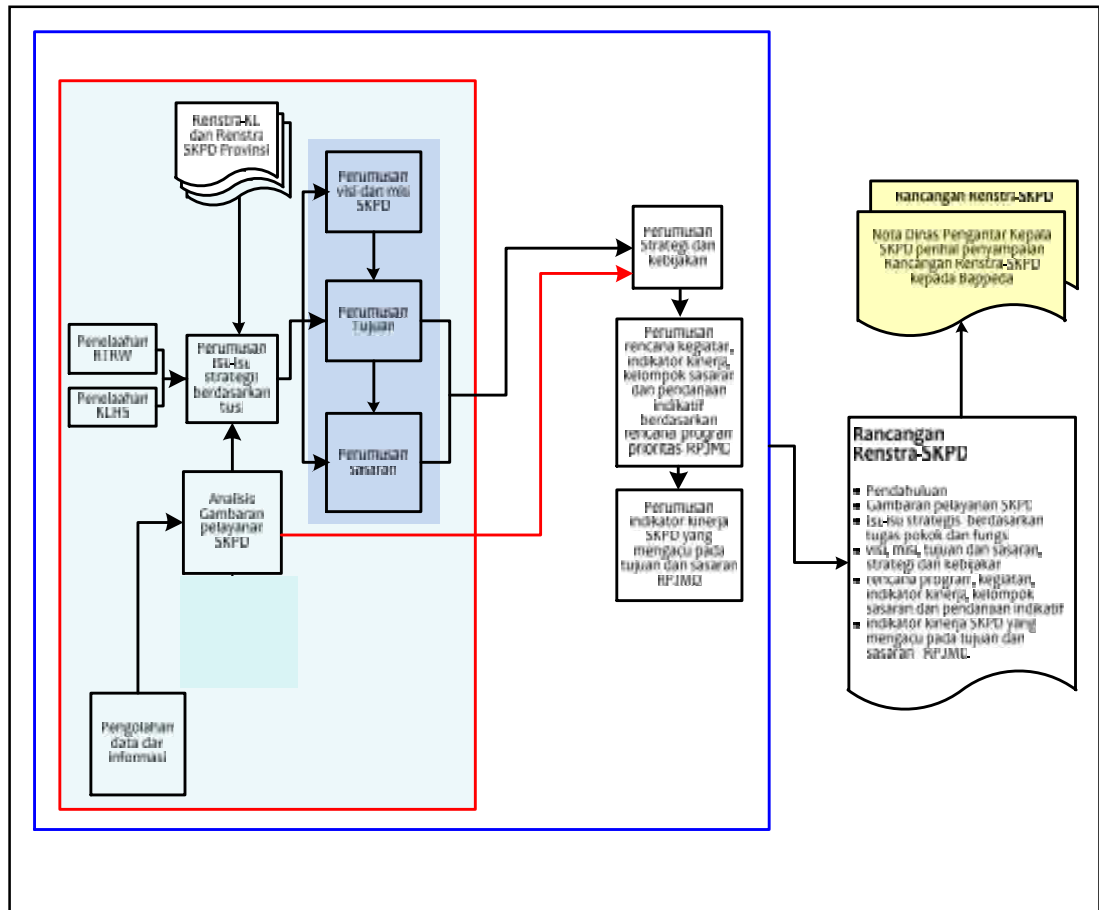 Renstra-KL
dan Renstra
SKPD Provinsi
Perumusan
visi dan misi
SKPD
Perumusan
Tujuan
Perumusan
sasaran
Penelaahan
RTRW
Penelaahan
KLHS
Perumusan
Isu-isu
strategis
berdasarkan
tusi
Analisis
Gambaran
pelayanan
SKPD
Pengolahan
data dan
informasi
Perumusan
Strategi dan
kebijakan
Perumusan
rencana kegiatan,
indikator kinerja,
kelompok sasaran
dan pendanaan
indikatif
berdasarkan
rencana program
prioritas RPJMD
Perumusan
indikator kinerja
SKPD yang
mengacu pada
tujuan dan sasaran
RPJMD
Rancangan Renstra-SKPD
Nota Dinas Pengantar Kepala
SKPD perihal penyampaian
Rancangan Renstra-SKPD
kepada Bappeda
Rancangan
Renstra-SKPD
▪ Pendahuluan
▪ Gambaran pelayanan SKPD
▪ Isu-isu strategis berdasarkan
tugas pokok dan fungsi
▪ visi, misi, tujuan dan sasaran,
strategi dan kebijakan
▪ rencana program, kegiatan,
indikator kinerja, kelompok
sasaran dan pendanaan indikatif
▪ indikator kinerja SKPD yang
mengacu pada tujuan dan
sasaran RPJMD.